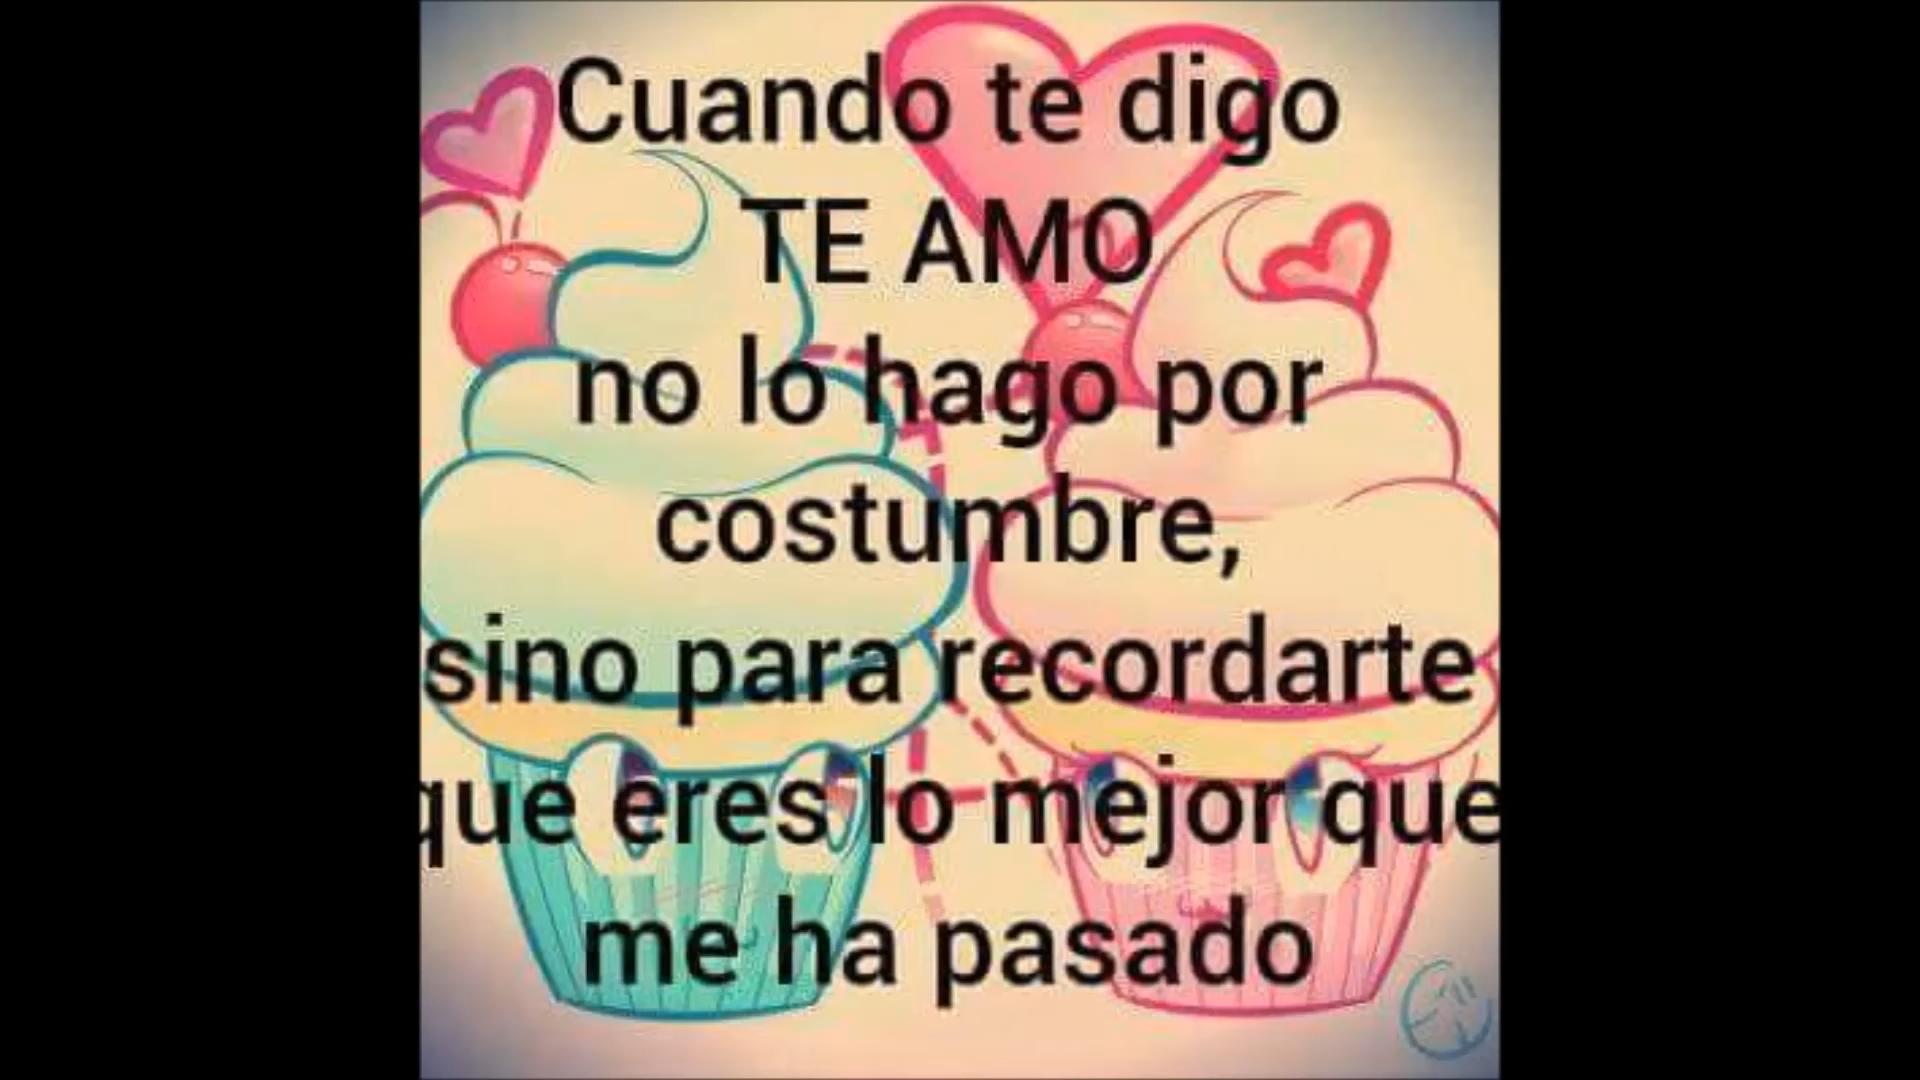 Cuando te digo
TE AMO
no lo hago por
costumbre,
sino para recordarte
que eres lo mejor que
me ha pasado